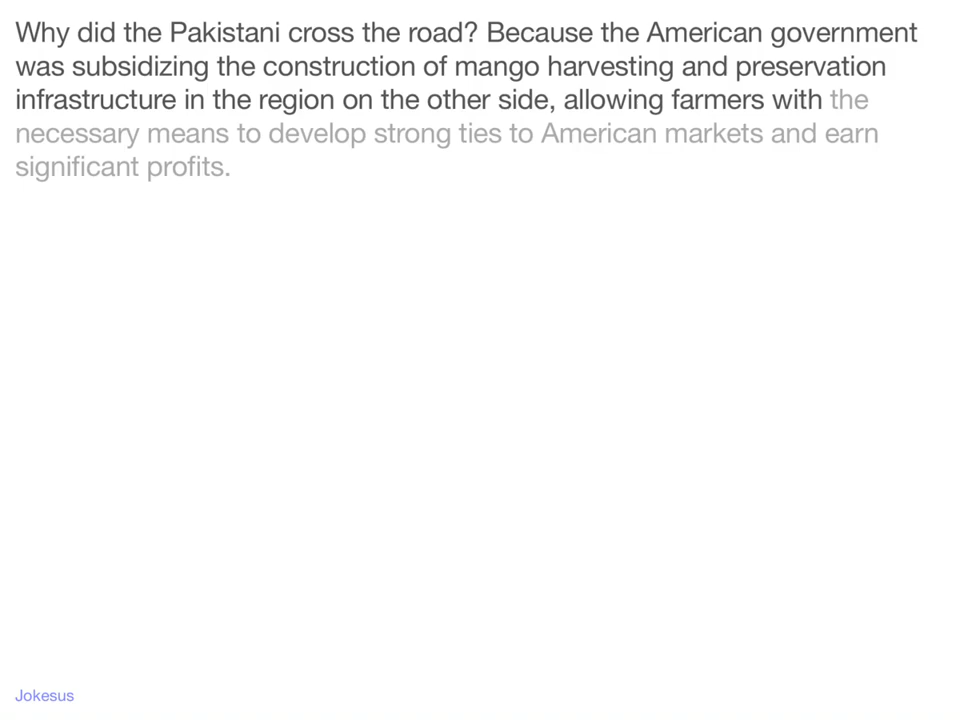 Why did the Pakistani cross the road? Because the American government
was subsidizing the construction of mango harvesting and preservation
infrastructure in the region on the other side, allowing farmers with the
necessary means to develop strong ties to American markets and earn
significant profits.
Jokesus